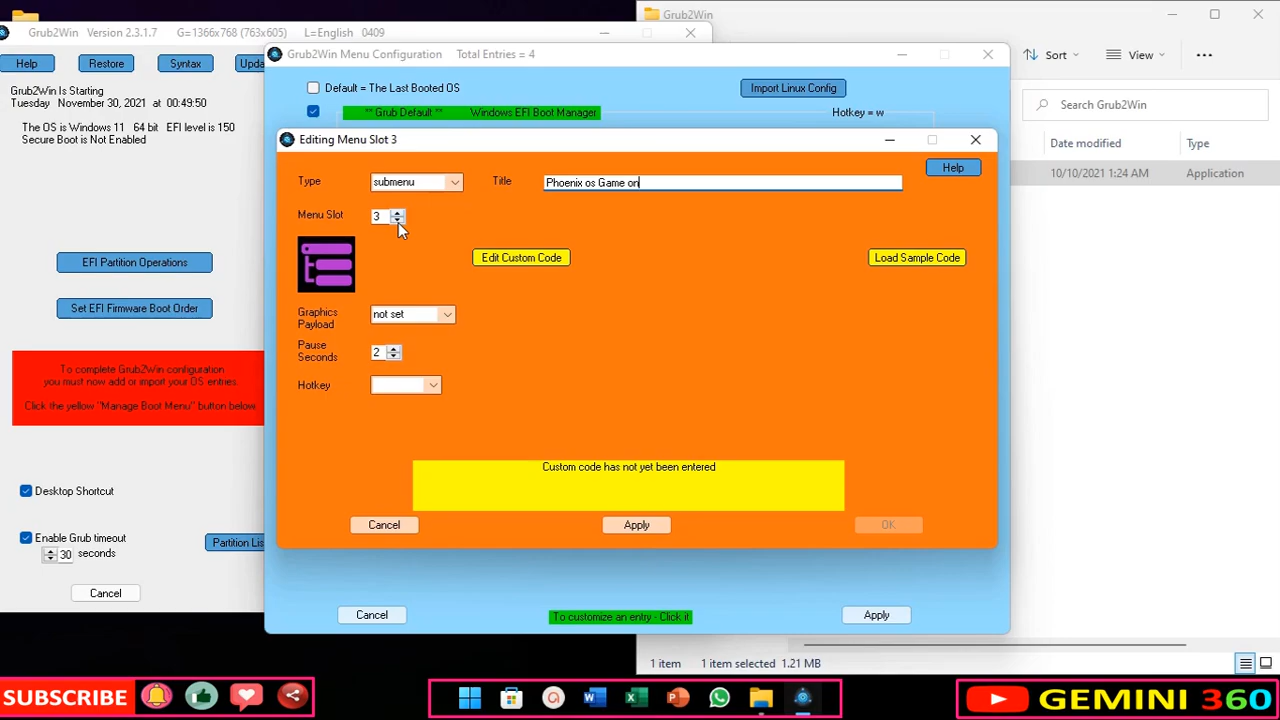 Grub2Win Version 2.3.1.7 G=1366x768 (763x605) L=English 0409
Grub2Win
Help
Restore
Syntax
Grub2Win Menu Configuration Total Entries = 4
Sort
View
Default = The Last Booted OS
Import Linux Config
Grub2Win Is Starting
Tuesday November 30, 2021 at 00:49:50
** Grub Default ** Windows EFI Boot Manager
Hotkey = w
Search Grub2Win
The OS is Windows 11 64 bit EFI level is 150
Secure Boot is Not Enabled
Editing Menu Slot 3
Date modified
Type
Help
10/10/2021 11:24 AM
Application
Type
submenu
Title
Phoenix os Game on
Menu Slot
3
Edit Custom Code
Load Sample Code
EFI Partition Operations
Set EFI Firmware Boot Order
Graphics
Payload
not set
Pause
Seconds
2
Hotkey
To complete Grub2Win configuration
you must now add or import your OS entries.
Click the yellow "Manage Boot Menu" button below
Custom code has not yet been entered
Desktop Shortcut
Cancel
Apply
OK
Enable Grub timeout
30 seconds
Partition Lis
Cancel
Cancel
To customize an entry - Click it
Apply
1 item
1 item selected 1.21 MB
SUBSCRIBE
GEMINI 360